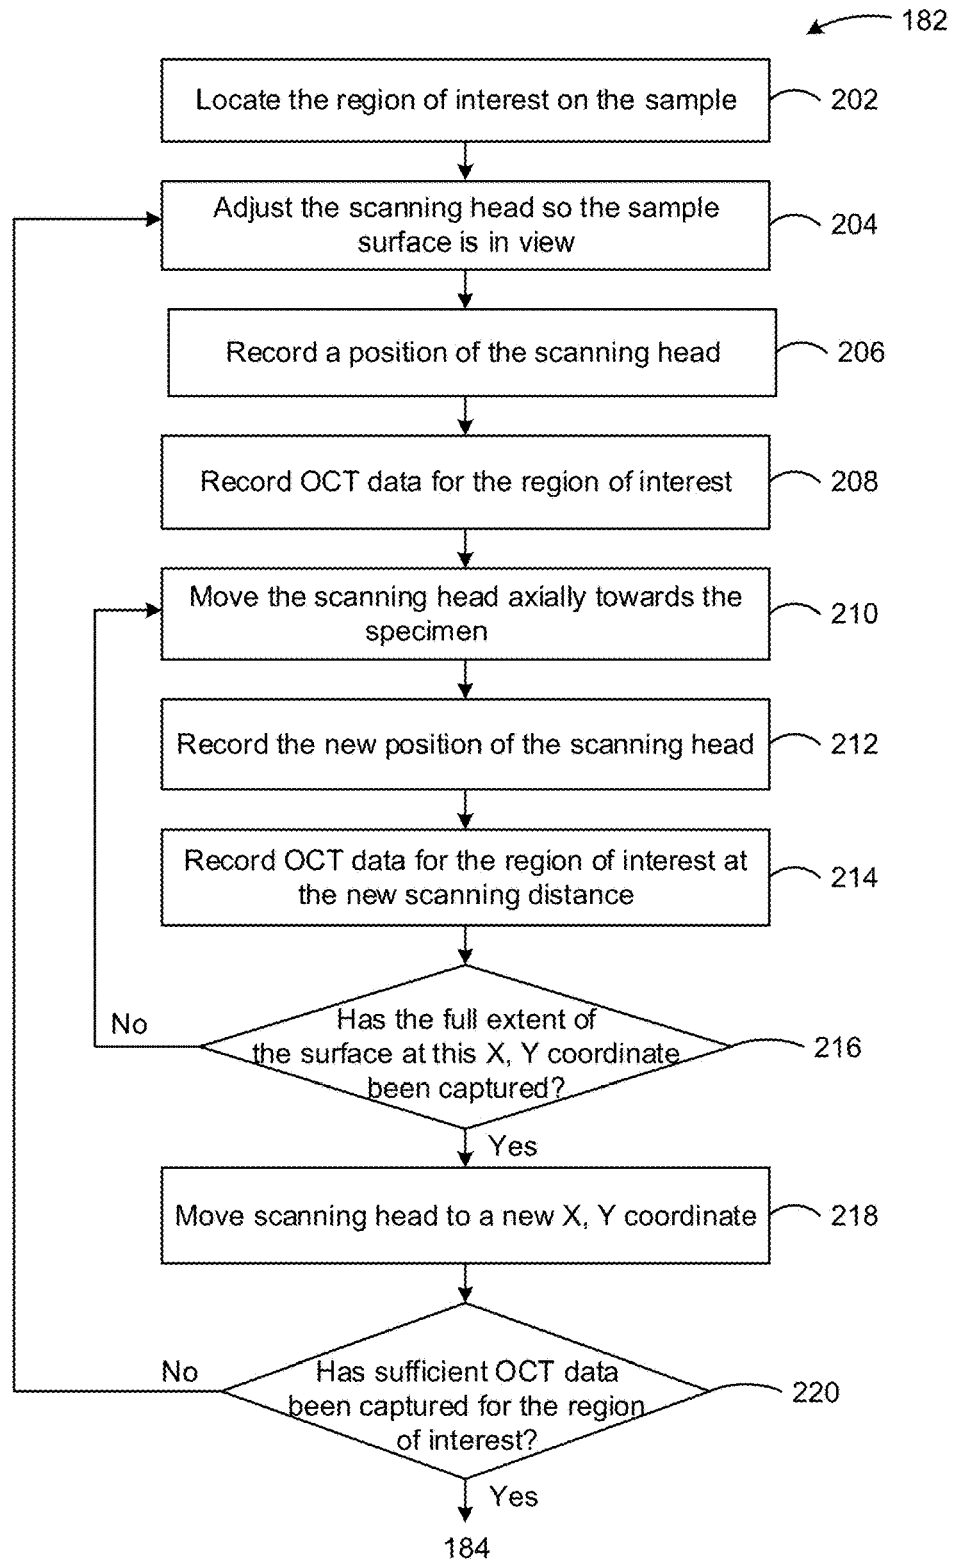 182
Locate the region of interest on the sample
202
Adjust the scanning head so the sample
surface is in view
204
Record a position of the scanning head
206
Record OCT data for the region of interest
208
Move the scanning head axially towards the
specimen
210
Record the new position of the scanning head
212
Record OCT data for the region of interest at
the new scanning distance
214
Has the full extent of
the surface at this X, Y coordinate
been captured?
216
No
Yes
Move scanning head to a new X, Y coordinate
218
Has sufficient OCT data
been captured for the region
of interest?
220
No
Yes
184